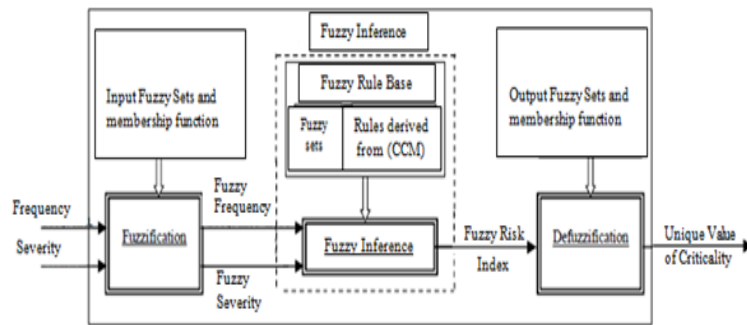 Fuzzy Inference
Input Fuzzy Sets and
membership function
Fuzzy Rule Base
Fuzzy
sets
Rules derived
from (CCM)
Output Fuzzy Sets and
membership function
Frequency
Severity
Fuzzification
Fuzzy
Frequency
Fuzzy
Severity
Fuzzy Inference
Fuzzy Risk
Index
Defuzzification
Unique Value
of Criticality